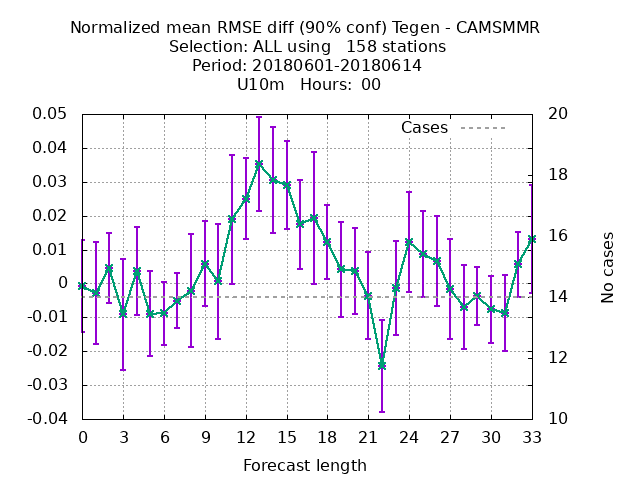 Normalized mean RMSE diff (90% conf) Tegen - CAMSMMR
Selection: ALL using   158 stations
Period: 20180601-20180614
U10m   Hours:  00
0.05
0.04
0.03
0.02
0.01
0
-0.01
-0.02
-0.03
-0.04
Cases
20
18
16
14
12
10
No cases
0 3 6 9 12 15 18 21 24 27 30 33
Forecast length